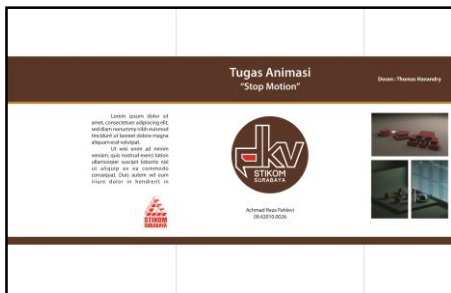 Tugas Animasi
“Stop Motion”
Dosen : Thomas Hanandry
Lorem ipsum dolor sit
amet, consectetuer adipiscing elit,
sed diam nonummy nibh euismod
tincidunt ut laoreet dolore magna
aliquam erat volutpat.
Ut wisi enim ad minim
veniam, quis nostrud exerci tation
ullamcorper suscipit lobortis nisl
ut aliquip ex ea commodo
consequat. Duis autem vel eum
iriure dolor in hendrerit in
STIKOM
SURABAYA
dkv
STIKOM
SURABAYA
Achmad Reza Pahlevi
09.42010.0026